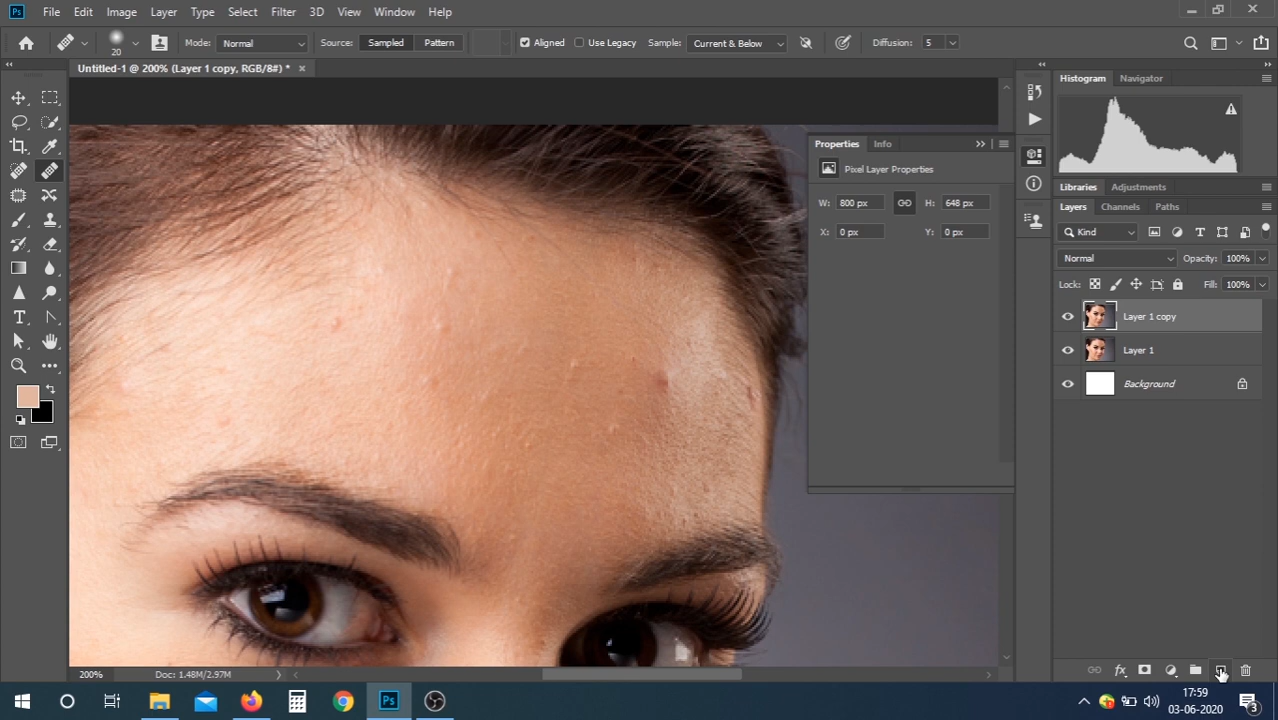 Ps File Edit Image Layer Type Select Filter 3D View Window Help
20 Mode: Normal Source: Sampled Pattern Aligned Use Legacy Sample: Current & Below Diffusion: 5
Untitled-1 @ 200% (Layer 1 copy, RGB/8#) *
Histogram Navigator
Properties Info
Pixel Layer Properties
W: 800 px H: 648 px
X: 0 px Y: 0 px
Libraries Adjustments
Layers Channels Paths
Kind
Normal Opacity: 100%
Lock: Fill: 100%
Layer 1 copy
Layer 1
Background
200% Doc: 1.48M/2.97M
fx
Ps
17:59
03-06-2020
3